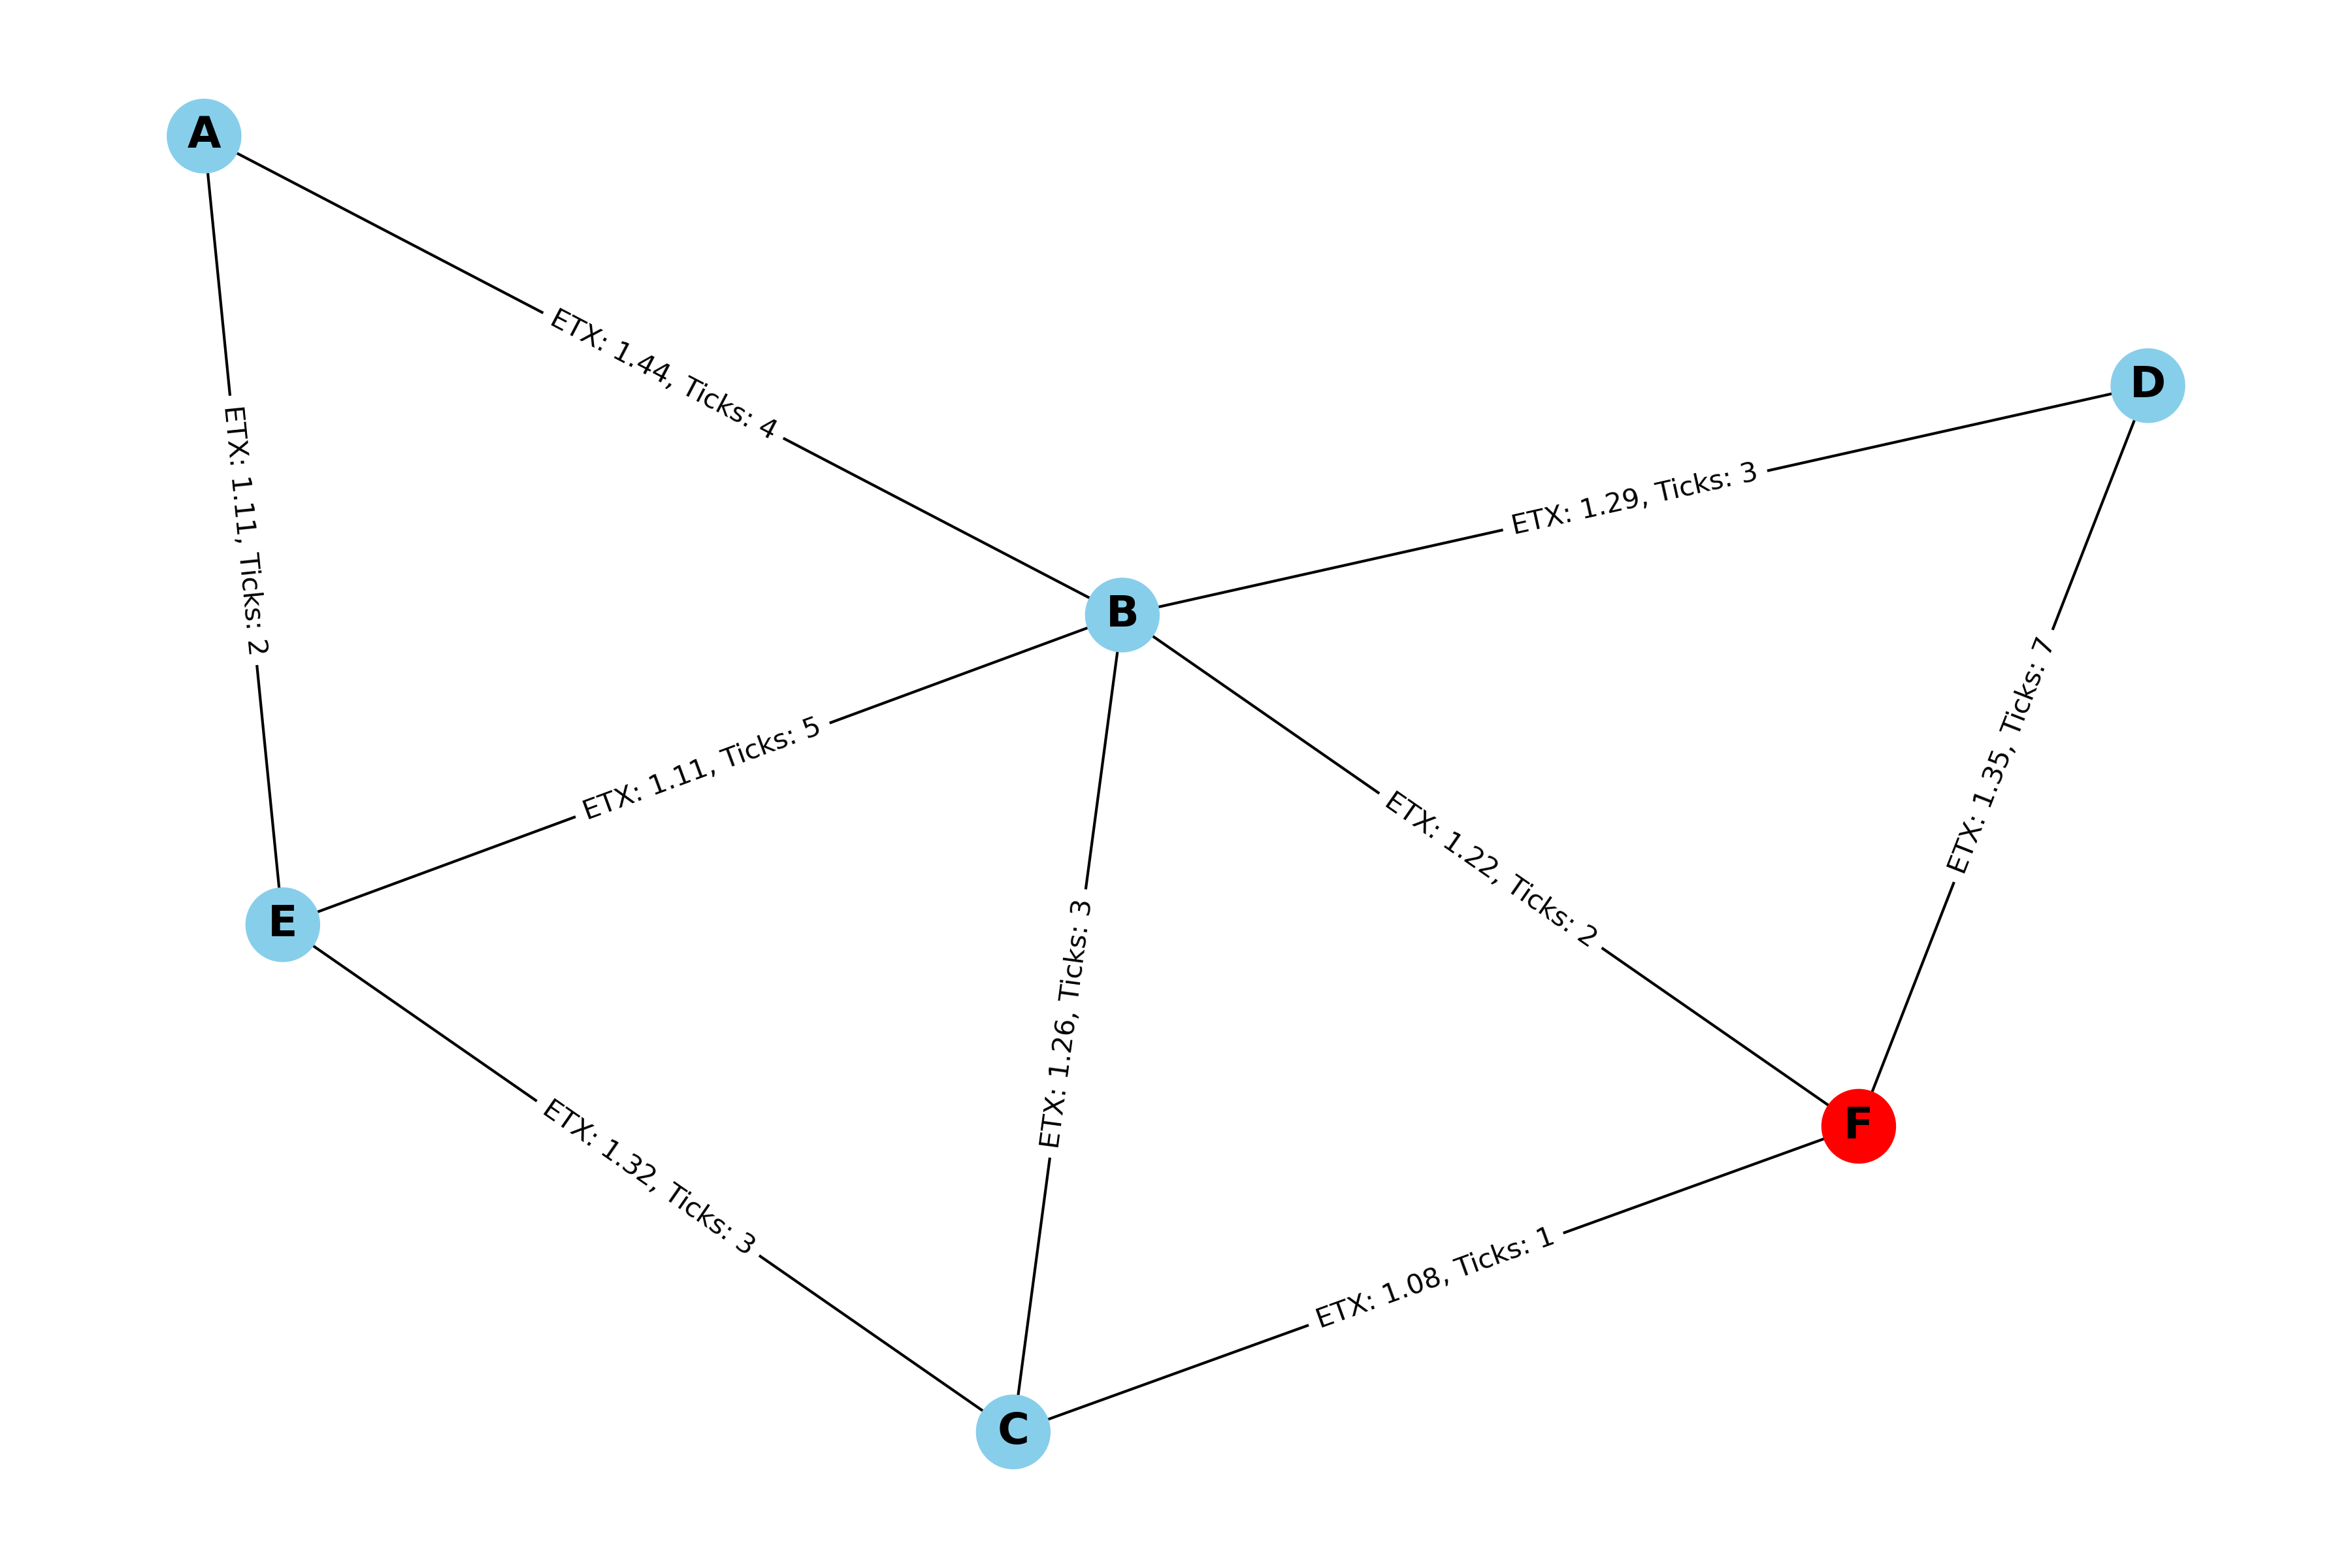 A
ETX: 1.44, Ticks: 4
D
ETX: 1.11, Ticks: 2
ETX: 1.29, Ticks: 3
B
ETX: 1.35, Ticks: 7
ETX: 1.11, Ticks: 5
ETX: 1.22, Ticks: 2
E
ETX: 1.26, Ticks: 3
F
ETX: 1.32, Ticks: 3
ETX: 1.08, Ticks: 1
C